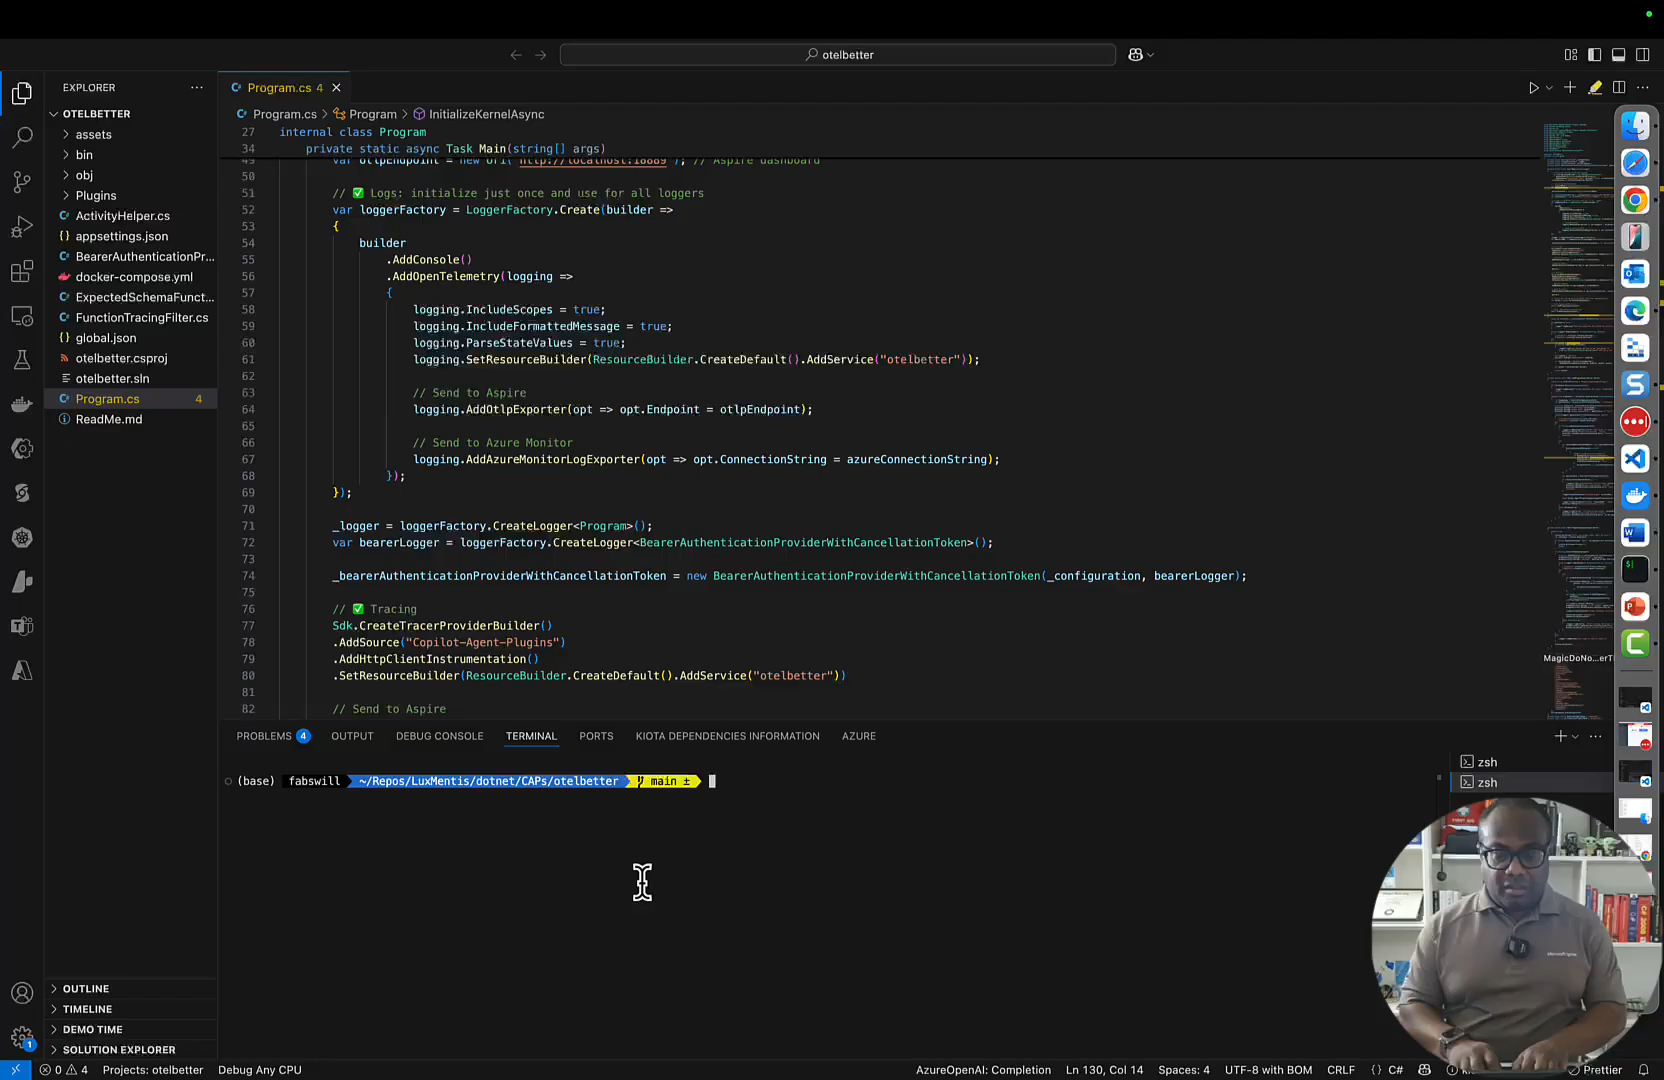 otelbetter
EXPLORER
OTELBETTER
assets
bin
obj
Plugins
ActivityHelper.cs
appsettings.json
BearerAuthenticationPr...
docker-compose.yml
ExpectedSchemaFunct...
FunctionTracingFilter.cs
global.json
otelbetter.csproj
otelbetter.sln
Program.cs 4
ReadMe.md
OUTLINE
TIMELINE
DEMO TIME
SOLUTION EXPLORER
Program.cs 4
Program.cs > Program > InitializeKernelAsync
27 internal class Program
34 private static async Task Main(string[] args)
49 var otlpEndpoint = new Uri("http://localhost:18889"); // Aspire dashboard
50
51 // ✅ Logs: initialize just once and use for all loggers
52 var loggerFactory = LoggerFactory.Create(builder =>
53 {
54 builder
55 .AddConsole()
56 .AddOpenTelemetry(logging =>
57 {
58 logging.IncludeScopes = true;
59 logging.IncludeFormattedMessage = true;
60 logging.ParseStateValues = true;
61 logging.SetResourceBuilder(ResourceBuilder.CreateDefault().AddService("otelbetter"));
62
63 // Send to Aspire
64 logging.AddOtlpExporter(opt => opt.Endpoint = otlpEndpoint);
65
66 // Send to Azure Monitor
67 logging.AddAzureMonitorLogExporter(opt => opt.ConnectionString = azureConnectionString);
68 });
69 });
70
71 _logger = loggerFactory.CreateLogger<Program>();
72 var bearerLogger = loggerFactory.CreateLogger<BearerAuthenticationProviderWithCancellationToken>();
73
74 _bearerAuthenticationProviderWithCancellationToken = new BearerAuthenticationProviderWithCancellationToken(_configuration, bearerLogger);
75
76 // ✅ Tracing
77 Sdk.CreateTracerProviderBuilder()
78 .AddSource("Copilot-Agent-Plugins")
79 .AddHttpClientInstrumentation()
80 .SetResourceBuilder(ResourceBuilder.CreateDefault().AddService("otelbetter"))
81
82 // Send to Aspire
PROBLEMS 4 OUTPUT DEBUG CONSOLE TERMINAL PORTS KIOTA DEPENDENCIES INFORMATION AZURE
(base) fabswill ~/Repos/LuxMentis/dotnet/CAPs/otelbetter main ±
zsh
zsh
0 4 Projects: otelbetter Debug Any CPU
AzureOpenAI: Completion Ln 130, Col 14 Spaces: 4 UTF-8 with BOM CRLF {} C# Prettier